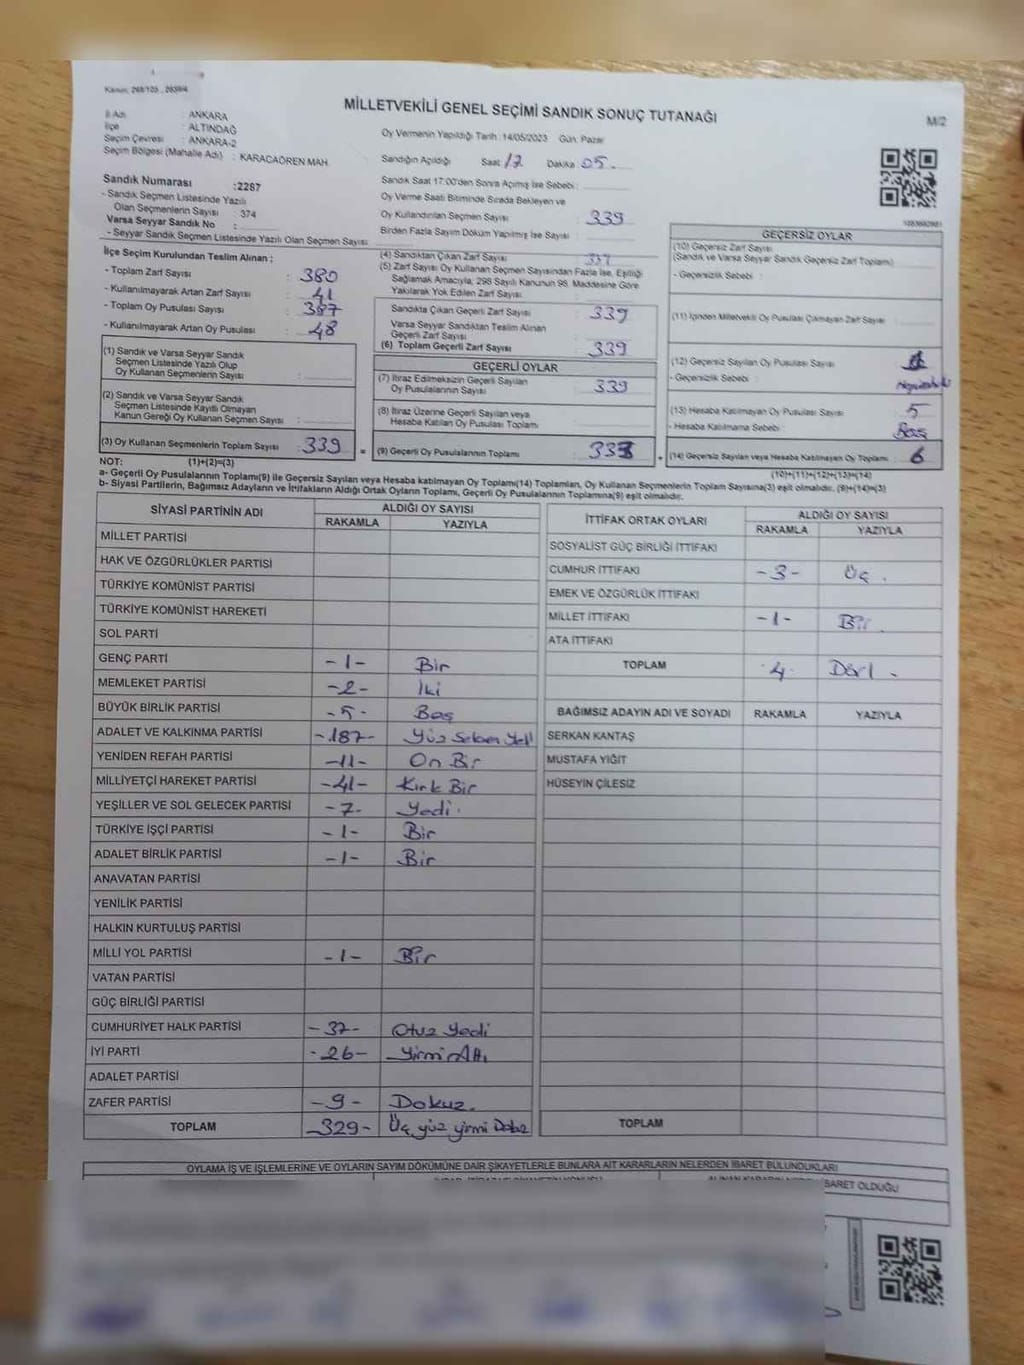 Kanun: 298/105 , 2839/4
MİLLETVEKİLİ GENEL SEÇİMİ SANDIK SONUÇ TUTANAĞI
M/2
İl Adı : ANKARA
İlçe : ALTINDAĞ
Seçim Çevresi : ANKARA-2
Seçim Bölgesi (Mahalle Adı) : KARACAÖREN MAH.
Oy Vermenin Yapıldığı Tarih :14/05/2023 Gün: Pazar
Sandığın Açıldığı Saat 17 Dakika 05
Sandık Numarası :2287
- Sandık Seçmen Listesinde Yazılı
Olan Seçmenlerin Sayısı 374
Varsa Seyyar Sandık No :
- Seyyar Sandık Seçmen Listesinde Yazılı Olan Seçmen Sayısı
Sandık Saat 17:00'den Sonra Açılmış İse Sebebi :
Oy Verme Saati Bitiminde Sırada Bekleyen ve
Oy Kullandırılan Seçmen Sayısı : 339
Birden Fazla Sayım Döküm Yapılmış İse Sayısı :
İlçe Seçim Kurulundan Teslim Alınan ;
- Toplam Zarf Sayısı : 380
- Kullanılmayarak Artan Zarf Sayısı : 41
- Toplam Oy Pusulası Sayısı : 387
- Kullanılmayarak Artan Oy Pusulası : 48
(1) Sandık ve Varsa Seyyar Sandık
Seçmen Listesinde Yazılı Olup
Oy Kullanan Seçmenlerin Sayısı :
(2) Sandık ve Varsa Seyyar Sandık
Seçmen Listesinde Kayıtlı Olmayan
Kanun Gereği Oy Kullanan Seçmen Sayısı :
(3) Oy Kullanan Seçmenlerin Toplam Sayısı : 339
(1)+(2)=(3)
(4) Sandıktan Çıkan Zarf Sayısı : 339
(5) Zarf Sayısı Oy Kullanan Seçmen Sayısından Fazla İse, Eşitliği
Sağlamak Amacıyla, 298 Sayılı Kanunun 98. Maddesine Göre
Yakılarak Yok Edilen Zarf Sayısı :
Sandıkta Çıkan Geçerli Zarf Sayısı : 339
Varsa Seyyar Sandıktan Teslim Alınan
Geçerli Zarf Sayısı
(6) Toplam Geçerli Zarf Sayısı : 339
GEÇERLİ OYLAR
(7) İtiraz Edilmeksizin Geçerli Sayılan
Oy Pusulalarının Sayısı : 339
(8) İtiraz Üzerine Geçerli Sayılan veya
Hesaba Katılan Oy Pusulası Toplamı
(9) Geçerli Oy Pusulalarının Toplamı : 333
GEÇERSİZ OYLAR
(10) Geçersiz Zarf Sayısı
(Sandık ve Varsa Seyyar Sandık Geçersiz Zarf Toplamı)
- Geçersizlik Sebebi :
(11) İçinden Milletvekili Oy Pusulası Çıkmayan Zarf Sayısı :
(12) Geçersiz Sayılan Oy Pusulası Sayısı
- Geçersizlik Sebebi :
(13) Hesaba Katılmayan Oy Pusulası Sayısı 5
- Hesaba Katılmama Sebebi : Boş
(14) Geçersiz Sayılan veya Hesaba Katılmayan Oy Toplamı 6
(10)+(11)+(12)+(13)=(14)
NOT:
a- Geçerli Oy Pusulaları Toplamı(9) ile Geçersiz Sayılan veya Hesaba katılmayan Oy Toplamı(14) Toplamları, Oy Kullanan Seçmenlerin Toplam Sayısına(3) eşit olmalıdır. (9)+(14)=(3)
b- Siyasi Partilerin, Bağımsız Adayların ve İttifakların Aldığı Ortak Oyların Toplamı, Geçerli Oy Pusulalarının Toplamına(9) eşit olmalıdır.
SİYASİ PARTİNİN ADI ALDIĞI OY SAYISI
RAKAMLA YAZIYLA
MİLLET PARTİSİ
HAK VE ÖZGÜRLÜKLER PARTİSİ
TÜRKİYE KOMÜNİST PARTİSİ
TÜRKİYE KOMÜNİST HAREKETİ
SOL PARTİ
GENÇ PARTİ -1- Bir
MEMLEKET PARTİSİ -2- İki
BÜYÜK BİRLİK PARTİSİ -5- Beş
ADALET VE KALKINMA PARTİSİ -187- Yüz Seksen Yedi
YENİDEN REFAH PARTİSİ -11- On Bir
MİLLİYETÇİ HAREKET PARTİSİ -41- Kırk Bir
YEŞİLLER VE SOL GELECEK PARTİSİ -7- Yedi
TÜRKİYE İŞÇİ PARTİSİ -1- Bir
ADALET BİRLİK PARTİSİ -1- Bir
ANAVATAN PARTİSİ
YENİLİK PARTİSİ
HALKIN KURTULUŞ PARTİSİ
MİLLİ YOL PARTİSİ -1- Bir
VATAN PARTİSİ
GÜÇ BİRLİĞİ PARTİSİ
CUMHURİYET HALK PARTİSİ -37- Otuz Yedi
İYİ PARTİ -26- Yirmi Altı
ADALET PARTİSİ
ZAFER PARTİSİ -9- Dokuz
TOPLAM -329- Üç yüz yirmi Dokuz
İTTİFAK ORTAK OYLARI ALDIĞI OY SAYISI
RAKAMLA YAZIYLA
SOSYALİST GÜÇ BİRLİĞİ İTTİFAKI
CUMHUR İTTİFAKI -3- Üç.
EMEK VE ÖZGÜRLÜK İTTİFAKI
MİLLET İTTİFAKI -1- Bir.
ATA İTTİFAKI
TOPLAM 4 Dört
BAĞIMSIZ ADAYIN ADI VE SOYADI RAKAMLA YAZIYLA
SERKAN KANTAŞ
MUSTAFA YİĞİT
HÜSEYİN ÇİLESİZ
TOPLAM
OYLAMA İŞ VE İŞLEMLERİNE VE OYLARIN SAYIM DÖKÜMÜNE DAİR ŞİKAYETLERLE BUNLARA AİT KARARLARIN NELERDEN İBARET BULUNDUKLARI
İBARET OLDUĞU